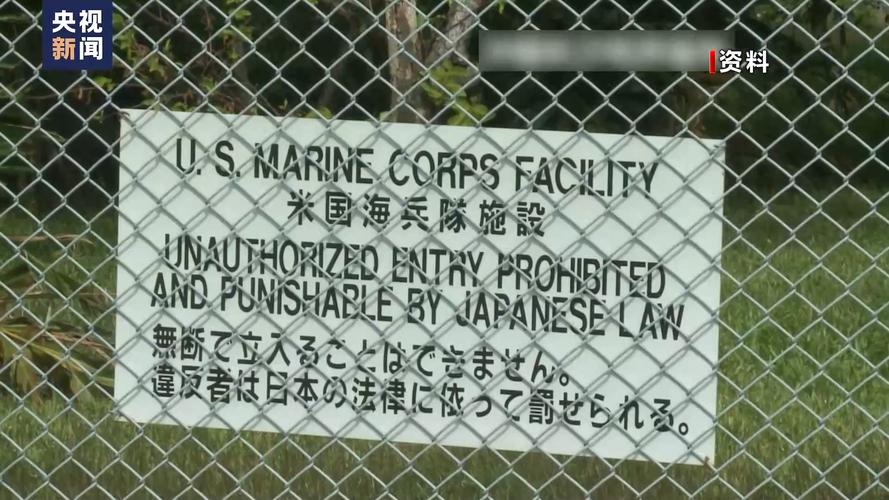 央视
新闻
资料
U. S. MARINE CORPS FACILITY
米国海兵隊施設
UNAUTHORIZED ENTRY PROHIBITED
AND PUNISHABLE BY JAPANESE LAW
無断で立入ることはできません。
違反者は日本の法律に依って罰せられる。